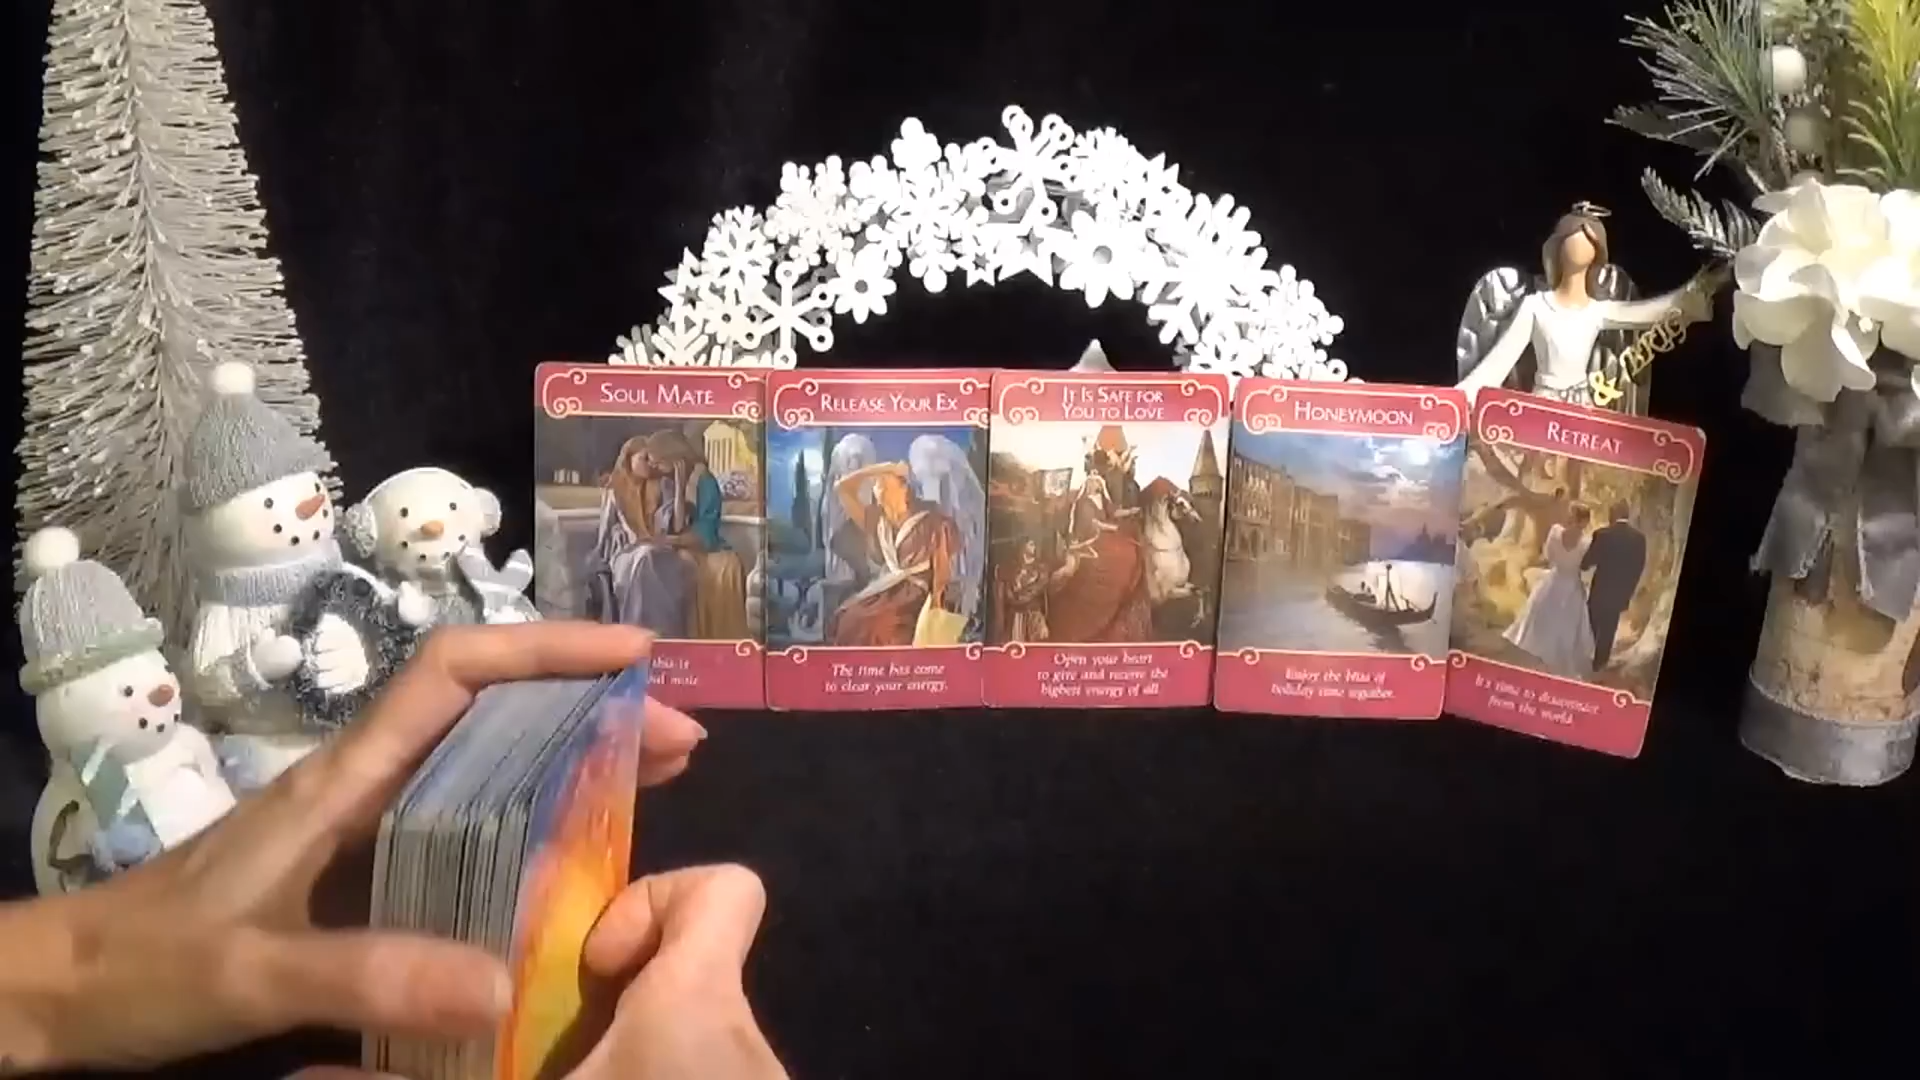 SOUL MATE
this is
RELEASE YOUR EX
The time has come
to clear your energy.
IT IS SAFE FOR
YOU TO LOVE
Open your heart
to give and receive the
highest energy of all.
HONEYMOON
Enjoy the bliss of
holiday time together.
RETREAT
It's time to disconnect
from the world.
&